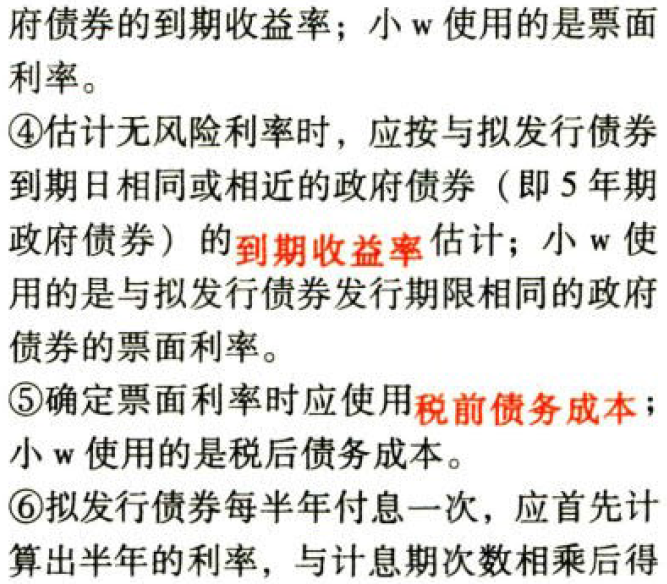 府债券的到期收益率；小 w 使用的是票面
利率。
④估计无风险利率时，应按与拟发行债券
到期日相同或相近的政府债券（即 5 年期
政府债券）的到期收益率估计；小 w 使
用的是与拟发行债券发行期限相同的政府
债券的票面利率。
⑤确定票面利率时应使用税前债务成本；
小 w 使用的是税后债务成本。
⑥拟发行债券每半年付息一次，应首先计
算出半年的利率，与计息期次数相乘后得